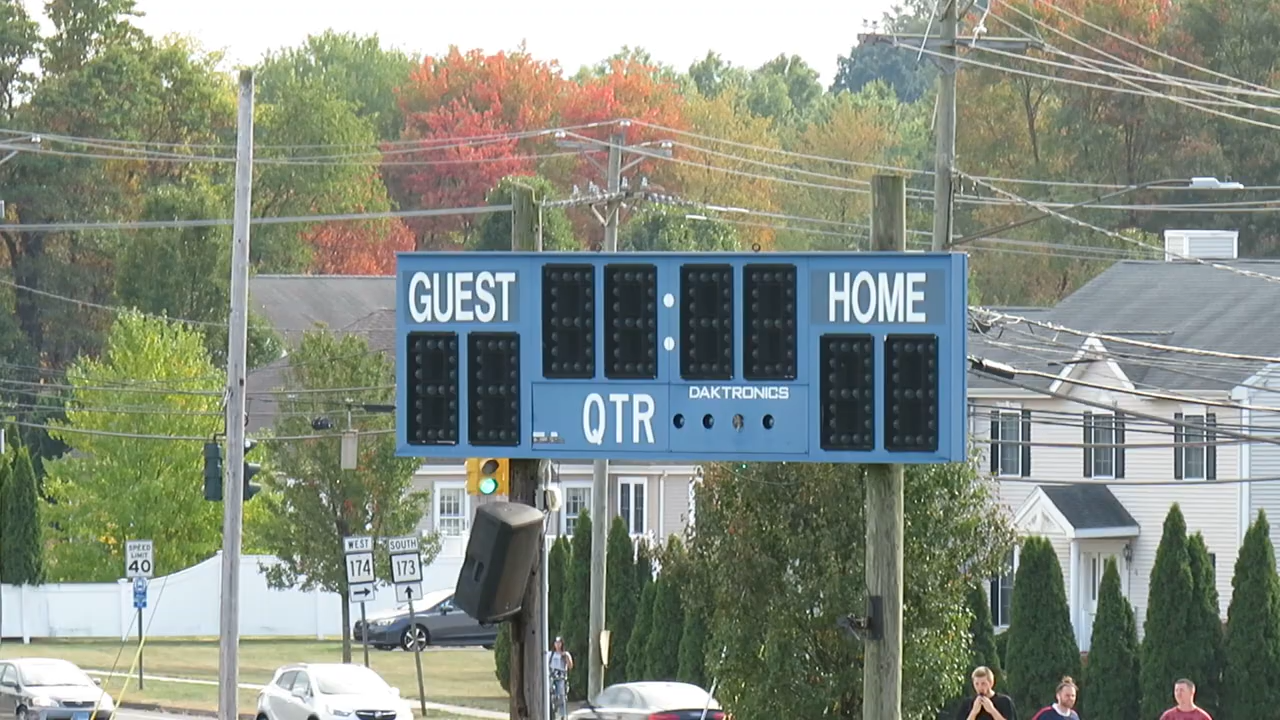 GUEST
HOME
DAKTRONICS
QTR
SPEED
LIMIT
40
WEST
174
SOUTH
173